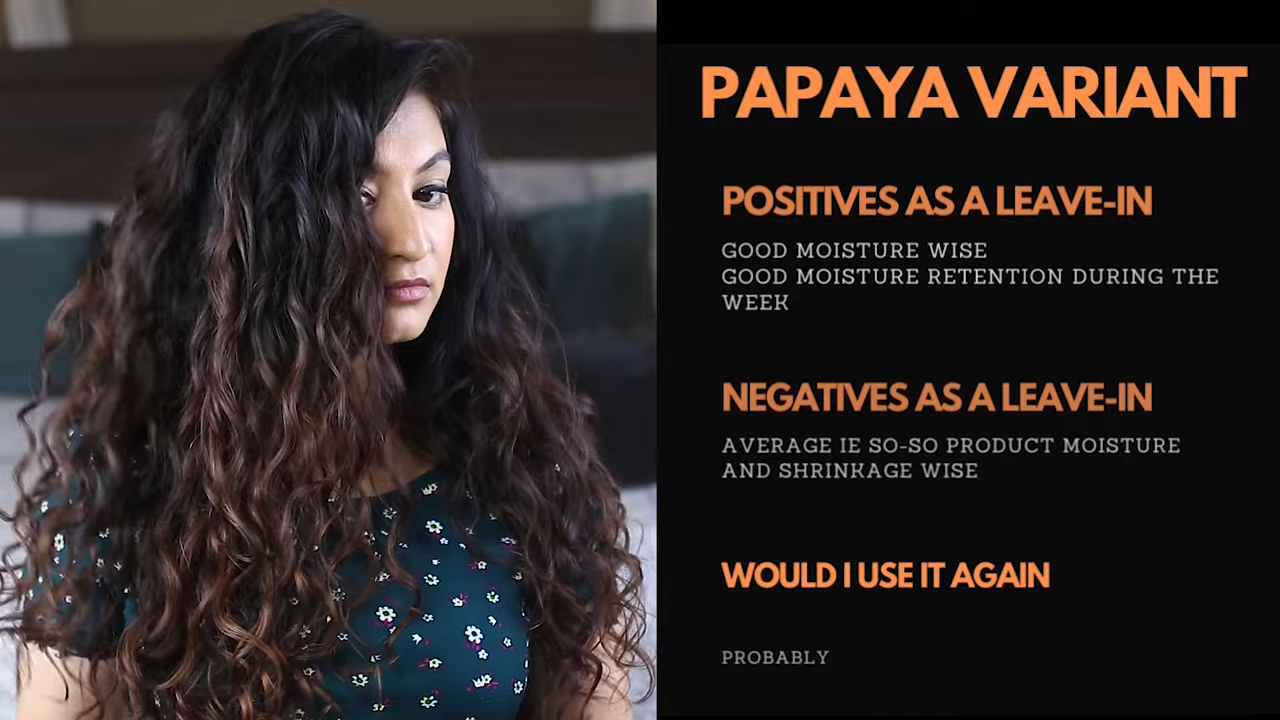 PAPAYA VARIANT
POSITIVES AS A LEAVE-IN
GOOD MOISTURE WISE
GOOD MOISTURE RETENTION DURING THE
WEEK
NEGATIVES AS A LEAVE-IN
AVERAGE IE SO-SO PRODUCT MOISTURE
AND SHRINKAGE WISE
WOULD I USE IT AGAIN
PROBABLY